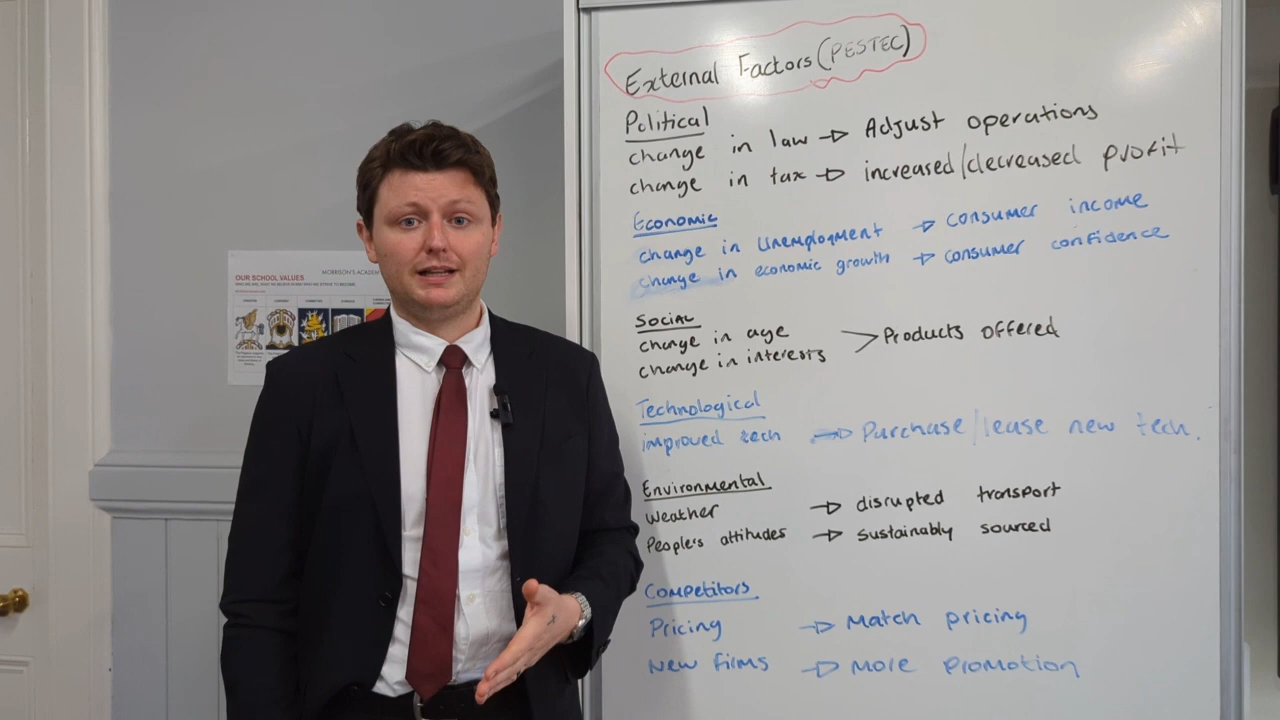 External Factors (PESTEC)
Political
change in law → Adjust operations
change in tax → increased/decreased profit
Economic
change in unemployment → consumer income
change in economic growth → consumer confidence
Social
change in age
change in interests > Products offered
Technological
improved tech → Purchase/lease new tech.
Environmental
Weather → disrupted transport
People's attitudes → sustainably sourced
Competitors
Pricing → Match pricing
New firms → More promotion
MORRISON'S ACADEM
OUR SCHOOL VALUES